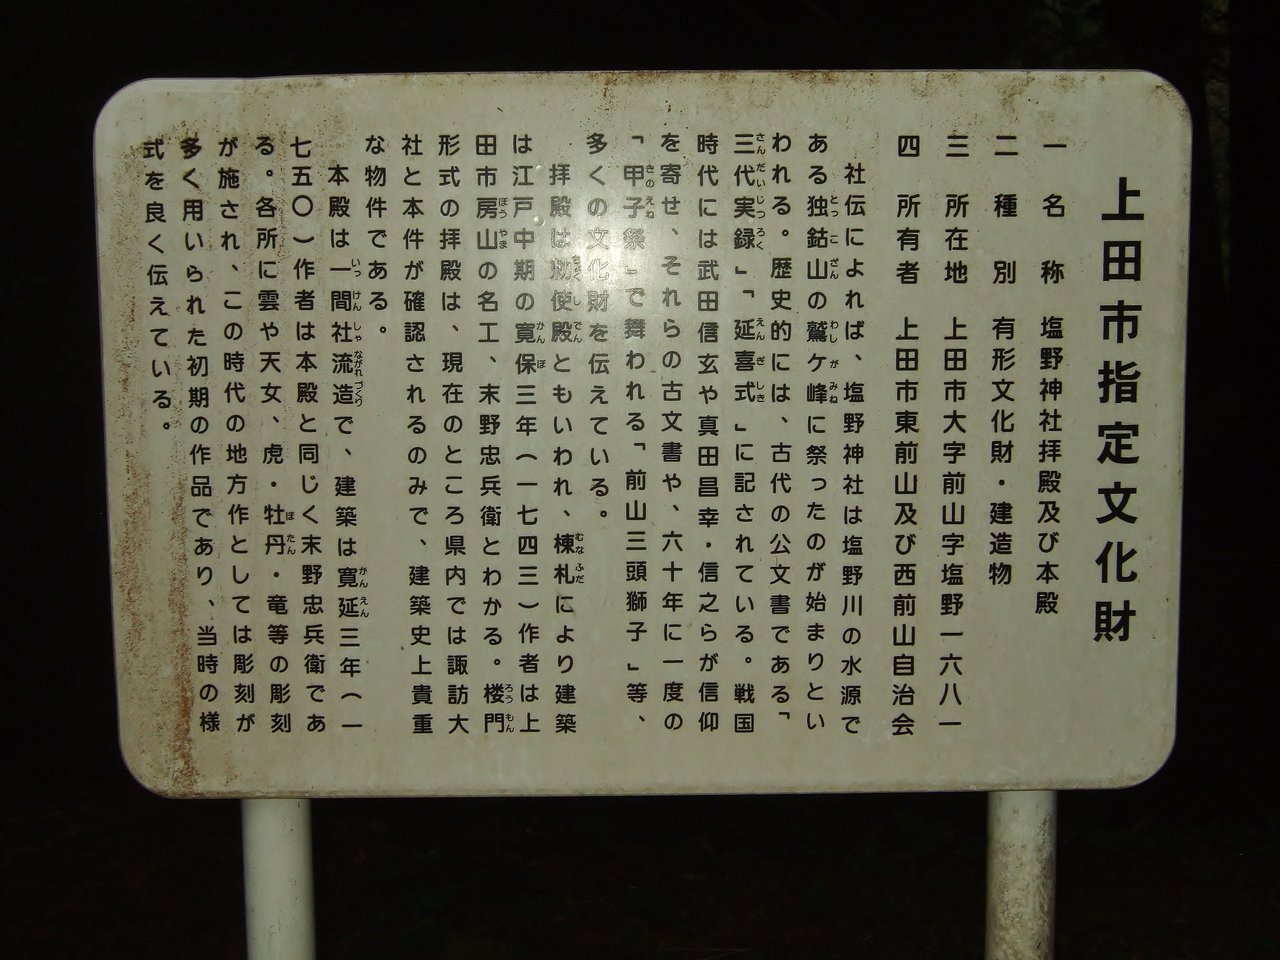 上田市指定文化財
一 名 称 塩野神社拝殿及び本殿
二 種 別 有形文化財・建造物
三 所在地 上田市大字前山字塩野一六八一
四 所有者 上田市東前山及び西前山自治会
社伝によれば、塩野神社は塩野川の水源で
ある独鈷山の鷲ケ峰に祭ったのが始まりとい
われる。歴史的には、古代の公文書である「
三代実録」「延喜式」に記されている。戦国
時代には武田信玄や真田昌幸・信之らが信仰
を寄せ、それらの古文書や、六十年に一度の
「甲子祭」で舞われる「前山三頭獅子」等、
多くの文化財を伝えている。
拝殿は勅使殿ともいわれ、棟札により建築
は江戸中期の寛保三年(一七四三)作者は上
田市房山の名工、末野忠兵衛とわかる。楼門
形式の拝殿は、現在のところ県内では諏訪大
社と本件が確認されるのみで、建築史上貴重
な物件である。
本殿は一間社流造で、建築は寛延三年(一
七五〇)作者は本殿と同じく末野忠兵衛であ
る。各所に雲や天女、虎・牡丹・竜等の彫刻
が施され、この時代の地方作としては彫刻が
多く用いられた初期の作品であり、当時の様
式を良く伝えている。